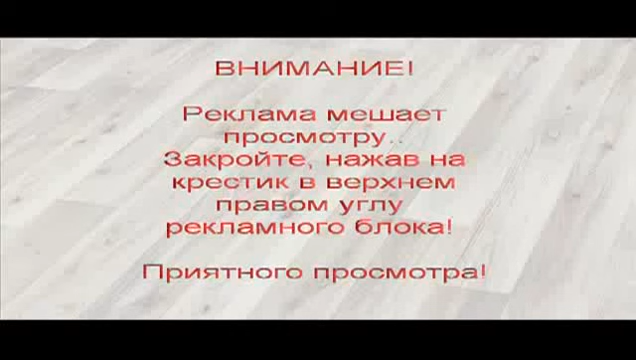 ВНИМАНИЕ!
Реклама мешает
просмотру..
Закройте, нажав на
крестик в верхнем
правом углу
рекламного блока!
Приятного просмотра!